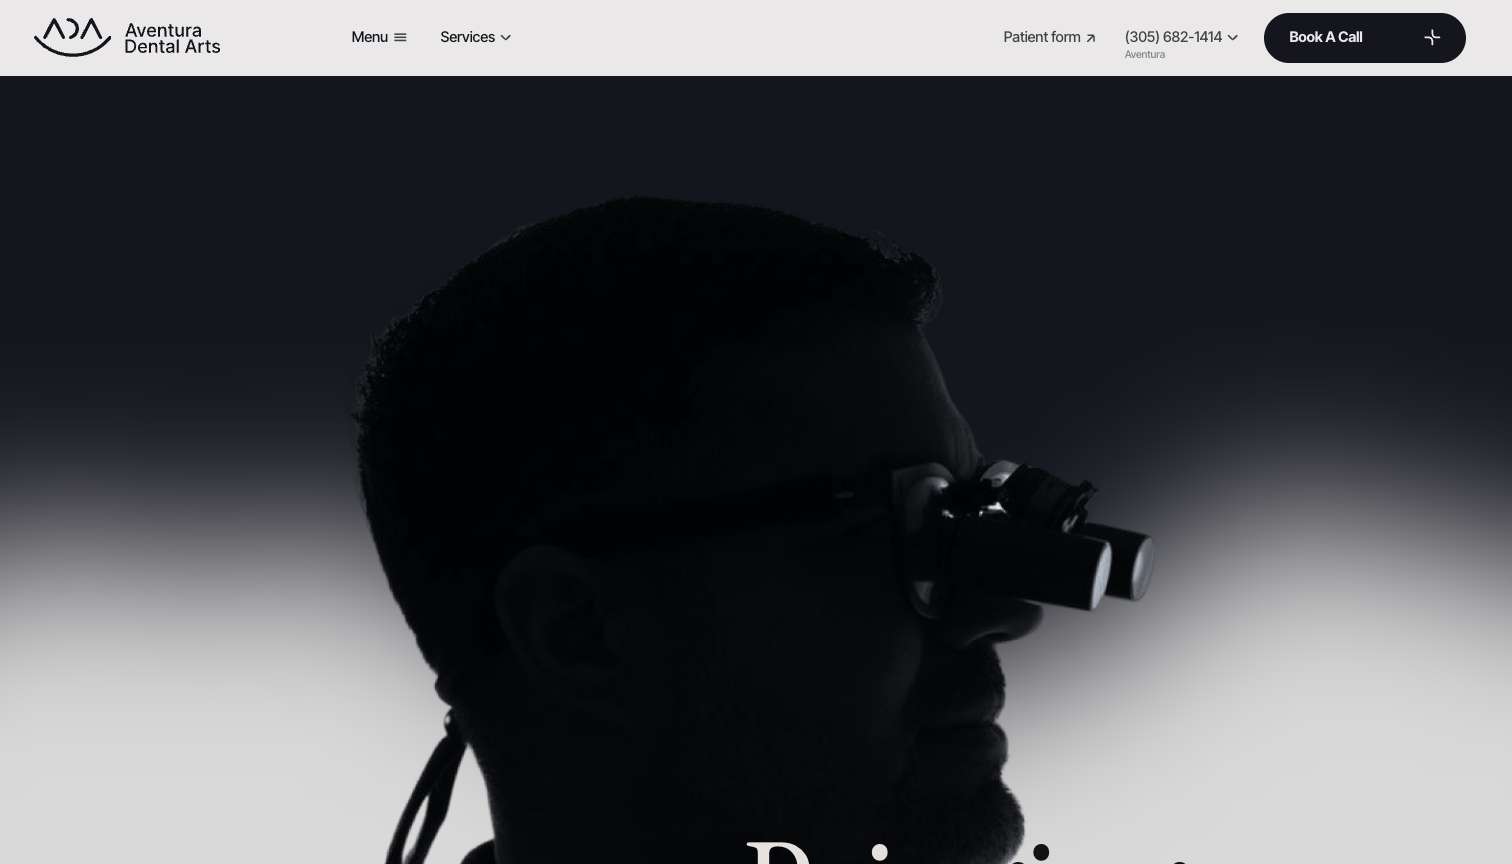 Aventura
Dental Arts
Menu
Services
Patient form
(305) 682-1414
Aventura
Book A Call